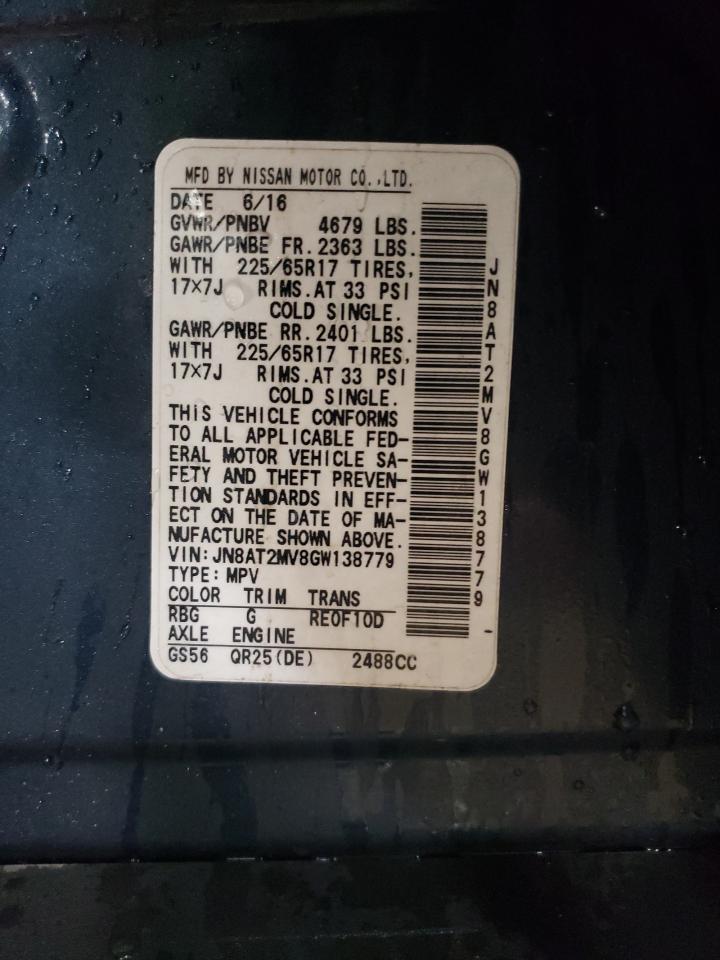 MFD BY NISSAN MOTOR CO.,LTD.
DATE 6/16
GVWR/PNBV 4679 LBS.
GAWR/PNBE FR. 2363 LBS.
WITH 225/65R17 TIRES,
17×7J RIMS.AT 33 PSI
COLD SINGLE.
GAWR/PNBE RR. 2401 LBS.
WITH 225/65R17 TIRES,
17×7J RIMS.AT 33 PSI
COLD SINGLE.
THIS VEHICLE CONFORMS
TO ALL APPLICABLE FED-
ERAL MOTOR VEHICLE SA-
FETY AND THEFT PREVEN-
TION STANDARDS IN EFF-
ECT ON THE DATE OF MA-
NUFACTURE SHOWN ABOVE.
VIN:JN8AT2MV8GW138779
TYPE:MPV
COLOR TRIM TRANS
RBG G RE0F10D
AXLE ENGINE
GS56 QR25(DE) 2488CC
JN8AT2MV8GW138779